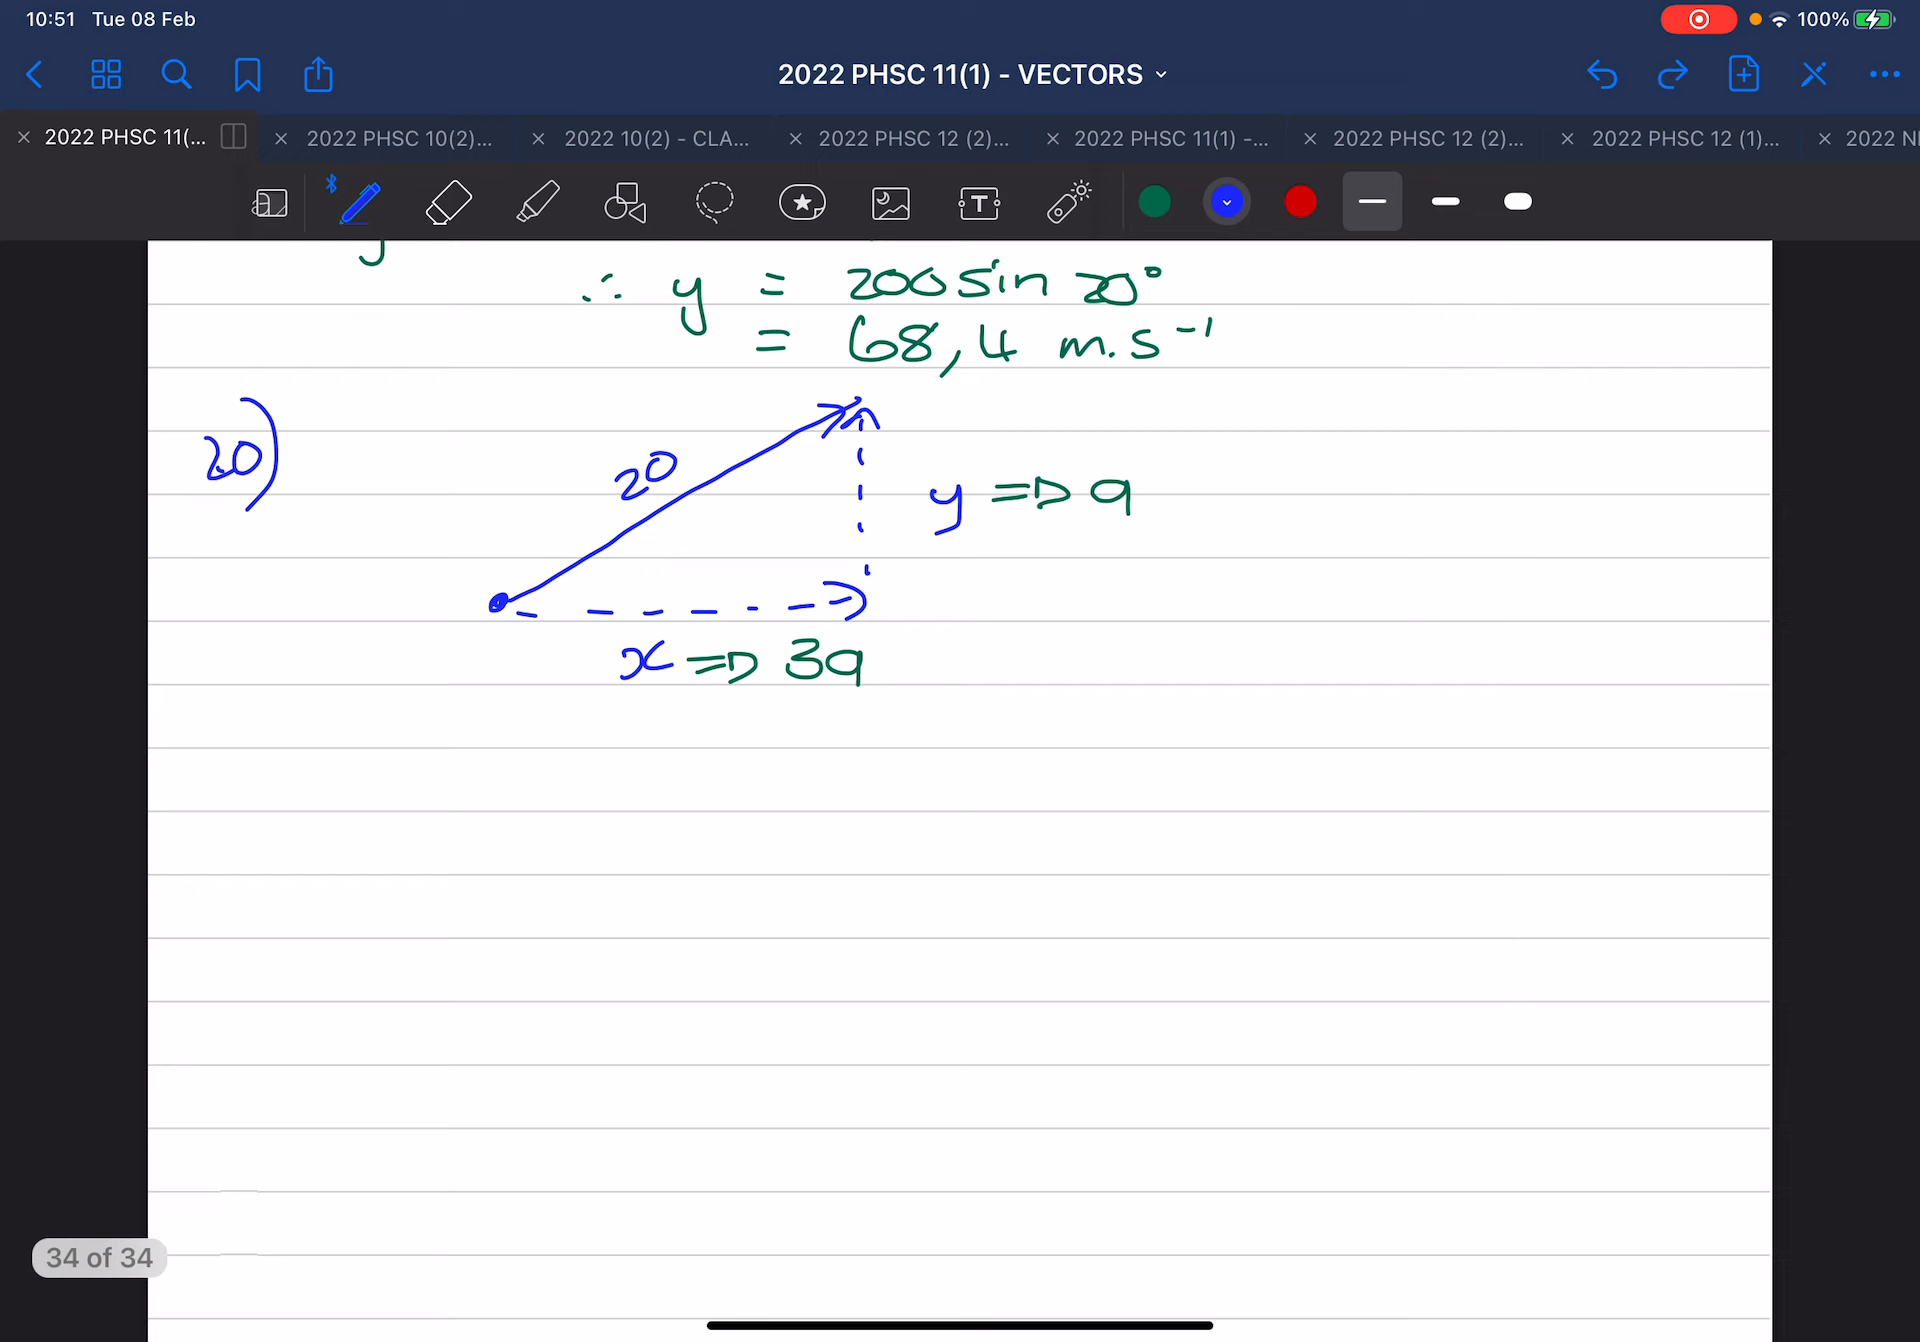 10:51 Tue 08 Feb 100%
2022 PHSC 11(1) - VECTORS
2022 PHSC 11(... 2022 PHSC 10(2)... 2022 10(2) - CLA... 2022 PHSC 12 (2)... 2022 PHSC 11(1) -... 2022 PHSC 12 (2)... 2022 PHSC 12 (1)... 2022 N
T
y
∴ y = 200 sin 20°
= 68,4 m.s⁻¹
20)
20
y => a
x => 3a
34 of 34